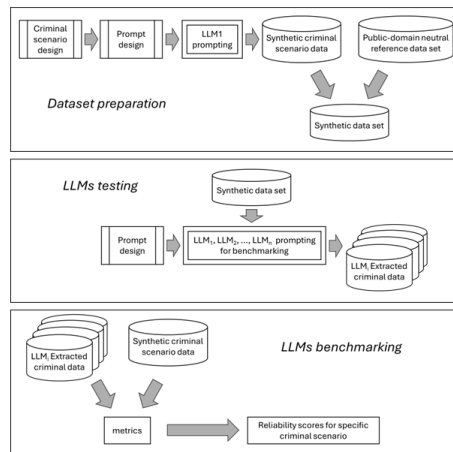 Criminal
scenario
design
Prompt
design
LLM1
prompting
Synthetic criminal
scenario data
Public-domain neutral
reference data set
Dataset preparation
Synthetic data set
LLMs testing
Synthetic data set
Prompt
design
LLM₁, LLM₂, ..., LLMₙ prompting
for benchmarking
LLMᵢ Extracted
criminal data
LLMs benchmarking
LLMᵢ Extracted
criminal data
Synthetic criminal
scenario data
metrics
Reliability scores for specific
criminal scenario